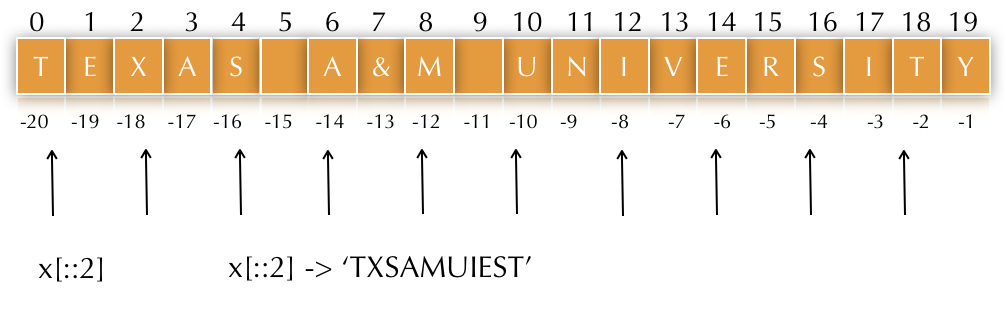 0 1 2 3 4 5 6 7 8 9 10 11 12 13 14 15 16 17 18 19
T E X A S A & M U N I V E R S I T Y
-20 -19 -18 -17 -16 -15 -14 -13 -12 -11 -10 -9 -8 -7 -6 -5 -4 -3 -2 -1
x[::2] x[::2] -> ‘TXSAMUIEST’